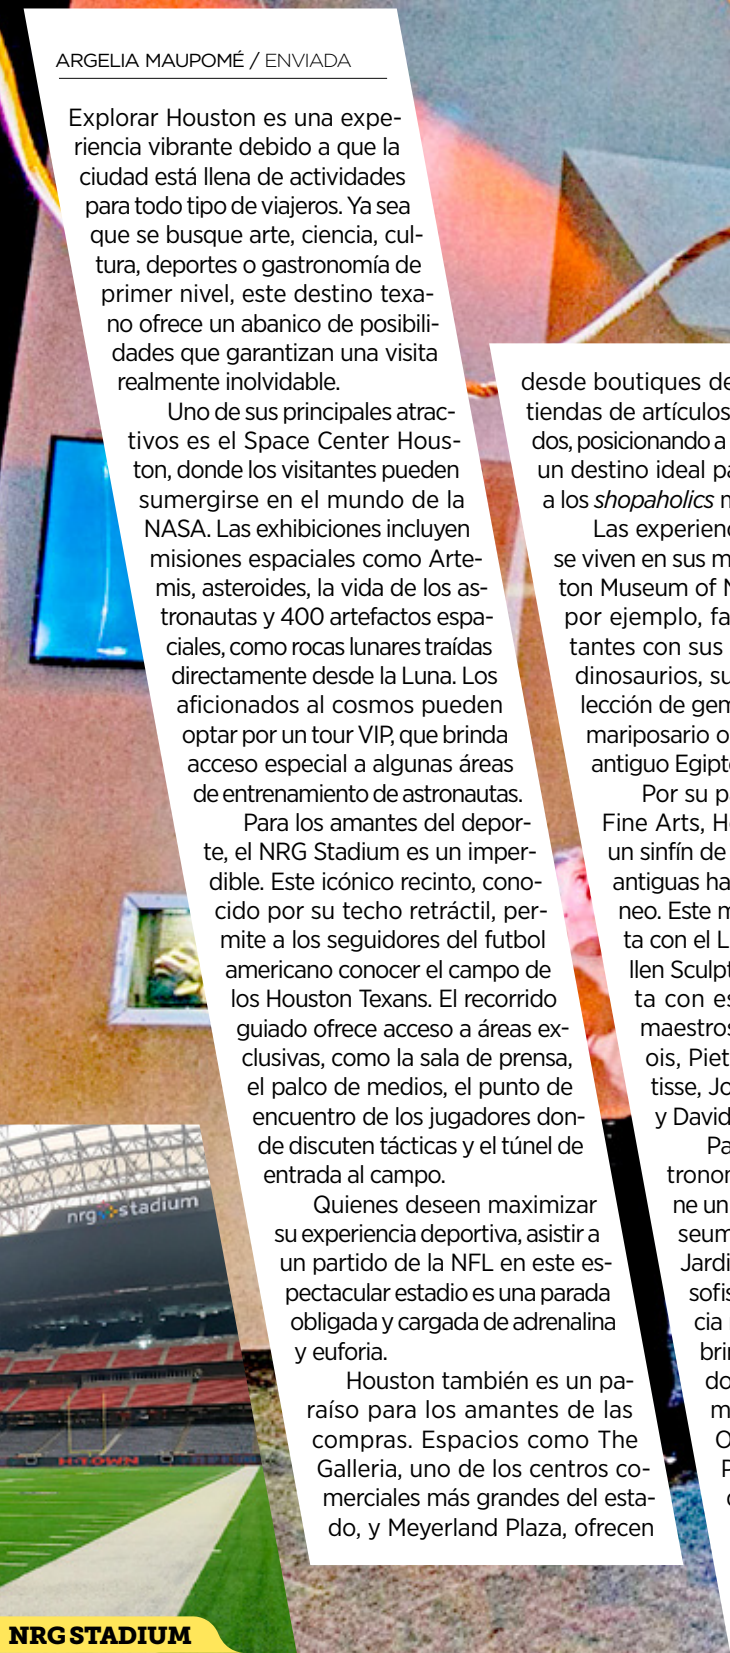 ARGELIA MAUPOMÉ / ENVIADA
Explorar Houston es una expe-
riencia vibrante debido a que la
ciudad está llena de actividades
para todo tipo de viajeros. Ya sea
que se busque arte, ciencia, cul-
tura, deportes o gastronomía de
primer nivel, este destino texa-
no ofrece un abanico de posibili-
dades que garantizan una visita
realmente inolvidable.
Uno de sus principales atrac-
tivos es el Space Center Hous-
ton, donde los visitantes pueden
sumergirse en el mundo de la
NASA. Las exhibiciones incluyen
misiones espaciales como Arte-
mis, asteroides, la vida de los as-
tronautas y 400 artefactos espa-
ciales, como rocas lunares traídas
directamente desde la Luna. Los
aficionados al cosmos pueden
optar por un tour VIP, que brinda
acceso especial a algunas áreas
de entrenamiento de astronautas.
Para los amantes del depor-
te, el NRG Stadium es un imper-
dible. Este icónico recinto, cono-
cido por su techo retráctil, per-
mite a los seguidores del futbol
americano conocer el campo de
los Houston Texans. El recorrido
guiado ofrece acceso a áreas ex-
clusivas, como la sala de prensa,
el palco de medios, el punto de
encuentro de los jugadores don-
de discuten tácticas y el túnel de
entrada al campo.
Quienes deseen maximizar
su experiencia deportiva, asistir a
un partido de la NFL en este es-
pectacular estadio es una parada
obligada y cargada de adrenalina
y euforia.
Houston también es un pa-
raíso para los amantes de las
compras. Espacios como The
Galleria, uno de los centros co-
merciales más grandes del esta-
do, y Meyerland Plaza, ofrecen
desde boutiques de
tiendas de artículos
dos, posicionando a
un destino ideal pa
a los shopaholics
Las experienc
se viven en sus m
ton Museum of N
por ejemplo, fa
tantes con sus
dinosaurios, su
lección de gem
mariposario o
antiguo Egipt
Por su pa
Fine Arts, Ho
un sinfín de
antiguas ha
neo. Este m
ta con el L
llen Sculpt
ta con es
maestros
ois, Piet
tisse, Jo
y David
Pa
tronom
ne un
seum
Jardi
sofis
cia
brin
do
m
O
P
nrg stadium
H-TOWN
NRG STADIUM